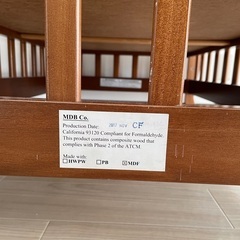 MDB Co.
Production Date: CF
California 93120 Compliant for Formaldehyde.
This product contains composite wood that
complies with Phase 2 of the ATCM
Made with:
HWPW PB MDF